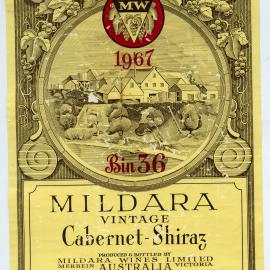 MW
1967
Bin 36
MILDARA
VINTAGE
Cabernet-Shiraz
PRODUCED & BOTTLED BY
MILDARA WINES LIMITED
MERBEIN AUSTRALIA VICTORIA